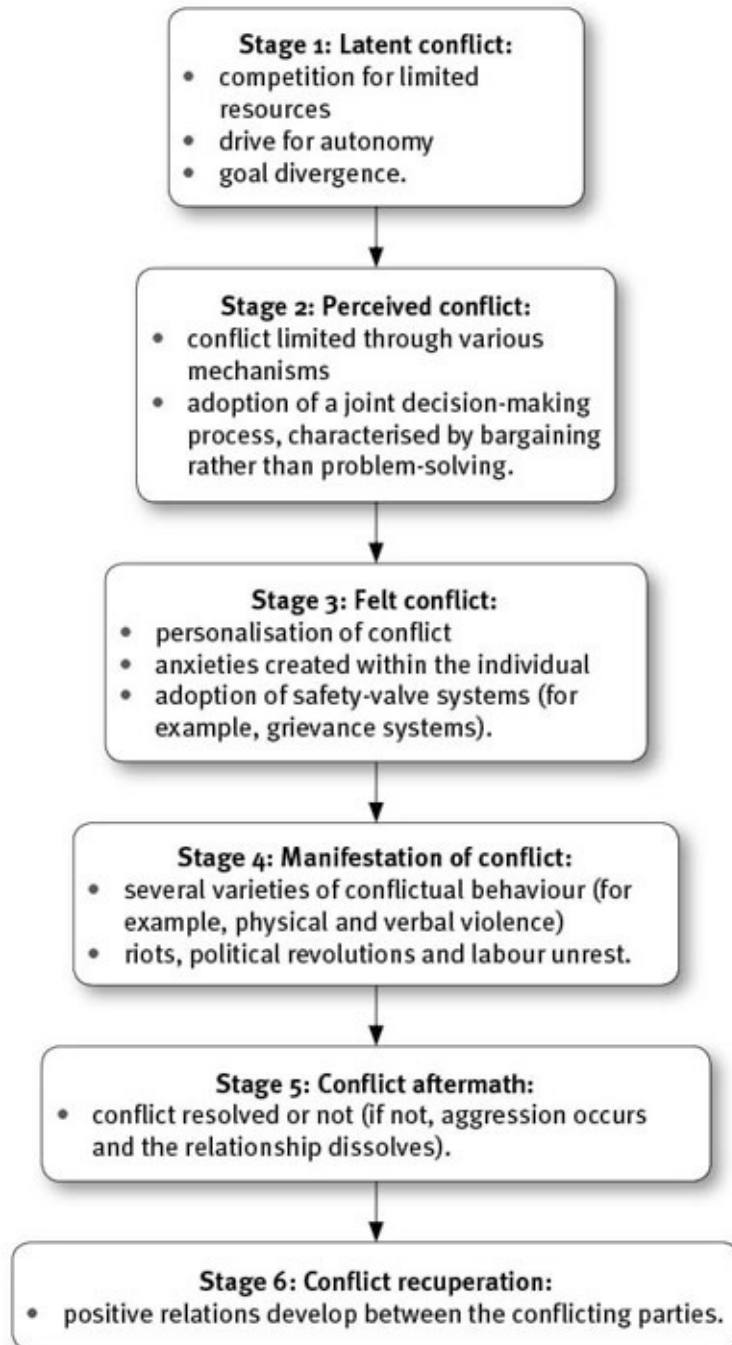 Stage 1: Latent conflict:
• competition for limited
resources
• drive for autonomy
• goal divergence.
Stage 2: Perceived conflict:
• conflict limited through various
mechanisms
• adoption of a joint decision-making
process, characterised by bargaining
rather than problem-solving.
Stage 3: Felt conflict:
• personalisation of conflict
• anxieties created within the individual
• adoption of safety-valve systems (for
example, grievance systems).
Stage 4: Manifestation of conflict:
• several varieties of conflictual behaviour (for
example, physical and verbal violence)
• riots, political revolutions and labour unrest.
Stage 5: Conflict aftermath:
• conflict resolved or not (if not, aggression occurs
and the relationship dissolves).
Stage 6: Conflict recuperation:
• positive relations develop between the conflicting parties.